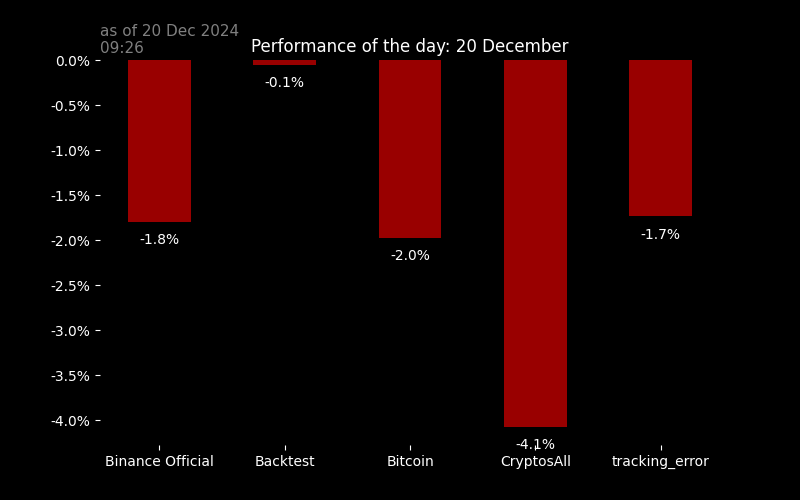 as of 20 Dec 2024
09:26
Performance of the day: 20 December
0.0%
-0.5%
-1.0%
-1.5%
-2.0%
-2.5%
-3.0%
-3.5%
-4.0%
-1.8%
-0.1%
-2.0%
-4.1%
-1.7%
Binance Official
Backtest
Bitcoin
CryptosAll
tracking_error